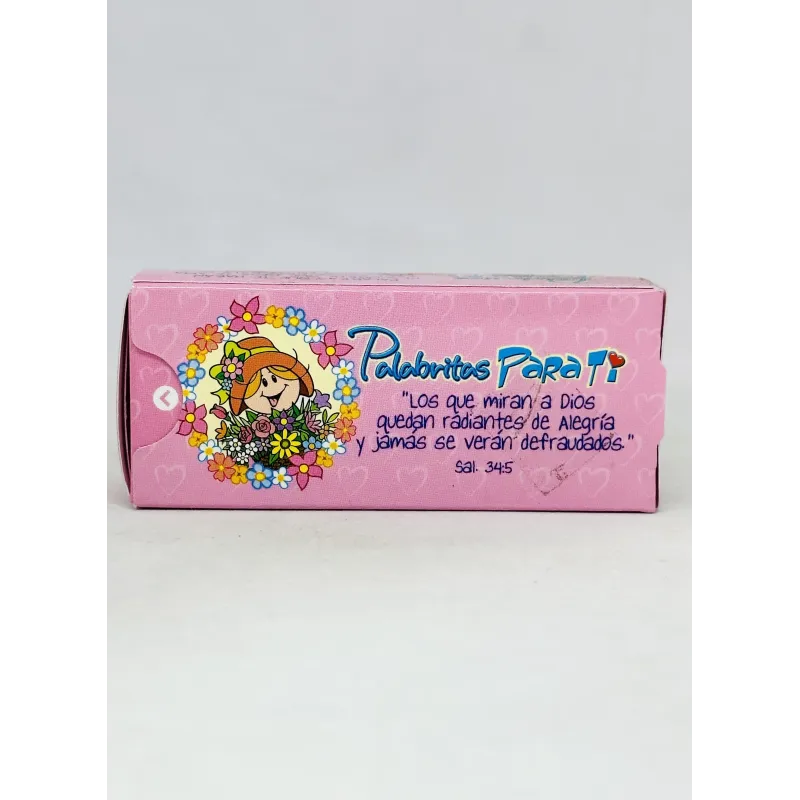 Palabritas PARA Ti
"Los que miran a Dios
quedan radiantes de Alegría
y jamás se verán defraudados."
Sal. 34:5